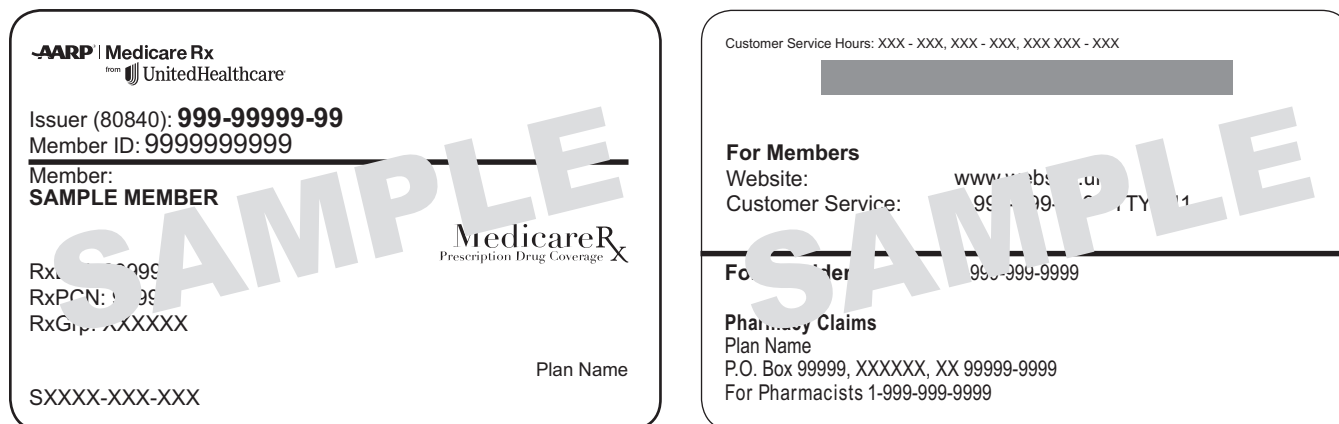 AARP | Medicare Rx
from UnitedHealthcare
Issuer (80840): 999-99999-99
Member ID: 9999999999
Member:
SAMPLE MEMBER
MedicareRx
Prescription Drug Coverage
RxPCN:
RxGrp: XXXXXX
Plan Name
SXXXX-XXX-XXX
SAMPLE
Customer Service Hours: XXX - XXX, XXX - XXX, XXX XXX - XXX
For Members
Website:
Customer Service:
Pharmacy Claims
Plan Name
P.O. Box 99999, XXXXXX, XX 99999-9999
For Pharmacists 1-999-999-9999
SAMPLE